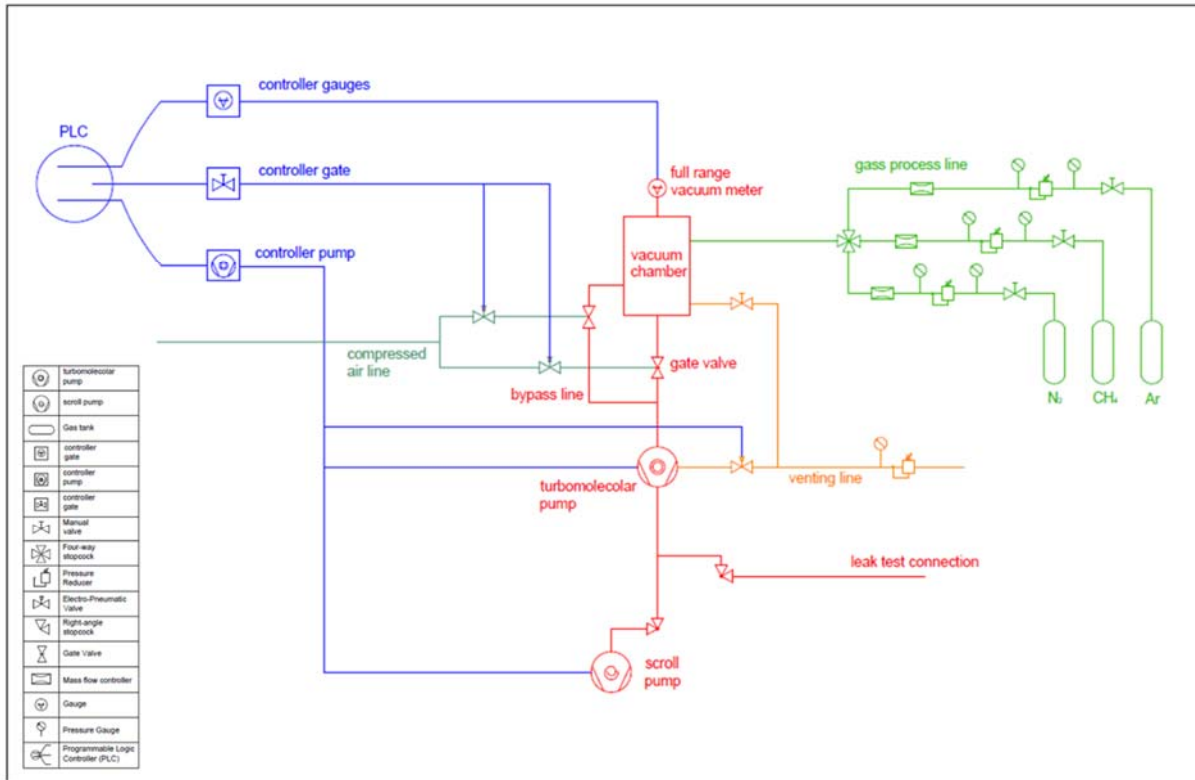 controller gauges
PLC
controller gate
full range
vacuum meter
gass process line
controller pump
vacuum
chamber
compressed
air line
gate valve
bypass line
N₂
CH₄
Ar
turbomolecolar
pump
venting line
leak test connection
scroll
pump
turbomolecolar
pump
scroll pump
Gas tank
controller
gate
controller
pump
controller
gate
Manual
valve
Four-way
stopcock
Pressure
Reducer
Electro-Pneumatic
Valve
Right-angle
stopcock
Gate Valve
Mass flow controller
Gauge
Pressure Gauge
Programmable Logic
Controller (PLC)